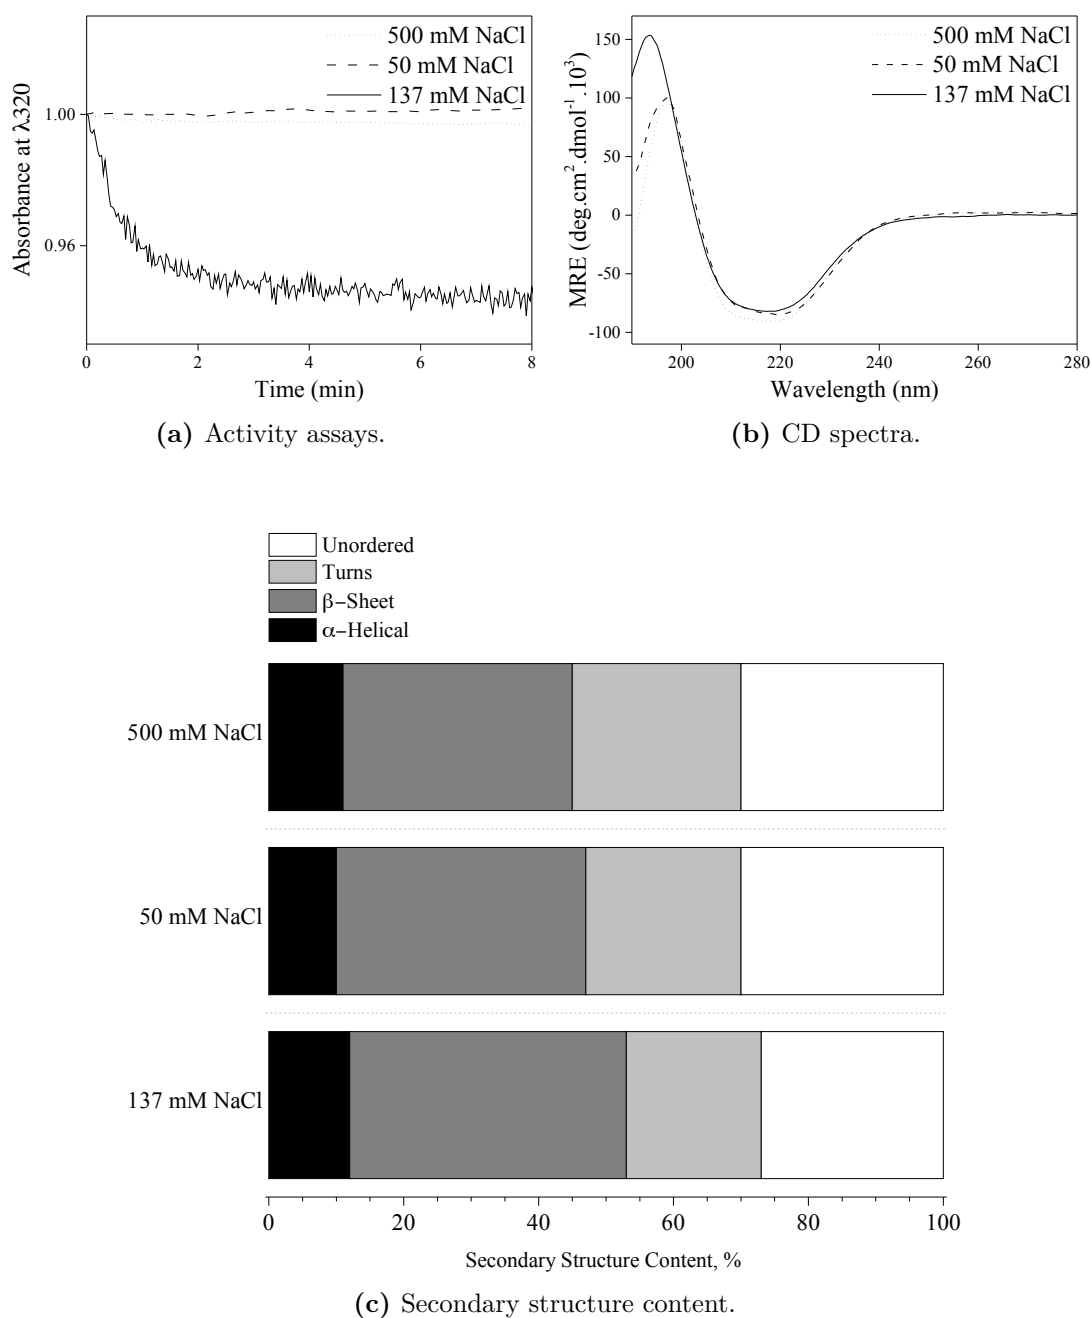 500 mM NaCl
50 mM NaCl
137 mM NaCl
1.00
0.96
Absorbance at λ320
0 2 4 6 8
Time (min)
(a) Activity assays.
500 mM NaCl
50 mM NaCl
137 mM NaCl
150
100
50
0
-50
-100
MRE (deg.cm².dmol⁻¹.10³)
200 220 240 260 280
Wavelength (nm)
(b) CD spectra.
Unordered
Turns
β−Sheet
α−Helical
500 mM NaCl
50 mM NaCl
137 mM NaCl
0 20 40 60 80 100
Secondary Structure Content, %
(c) Secondary structure content.